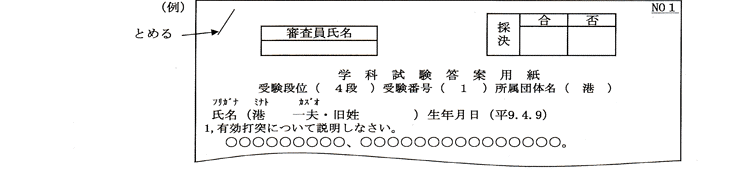 (例)
NO1
とめる
審査員氏名
採決
合 否
学科試験答案用紙
受験段位( 4段 )受験番号( 1 )所属団体名( 港 )
フリガナ ミナト カズオ
氏名(港 一夫・旧姓 )生年月日(平9.4.9)
1,有効打突について説明しなさい。
○○○○○○○○○、○○○○○○○○○○○○○○○。